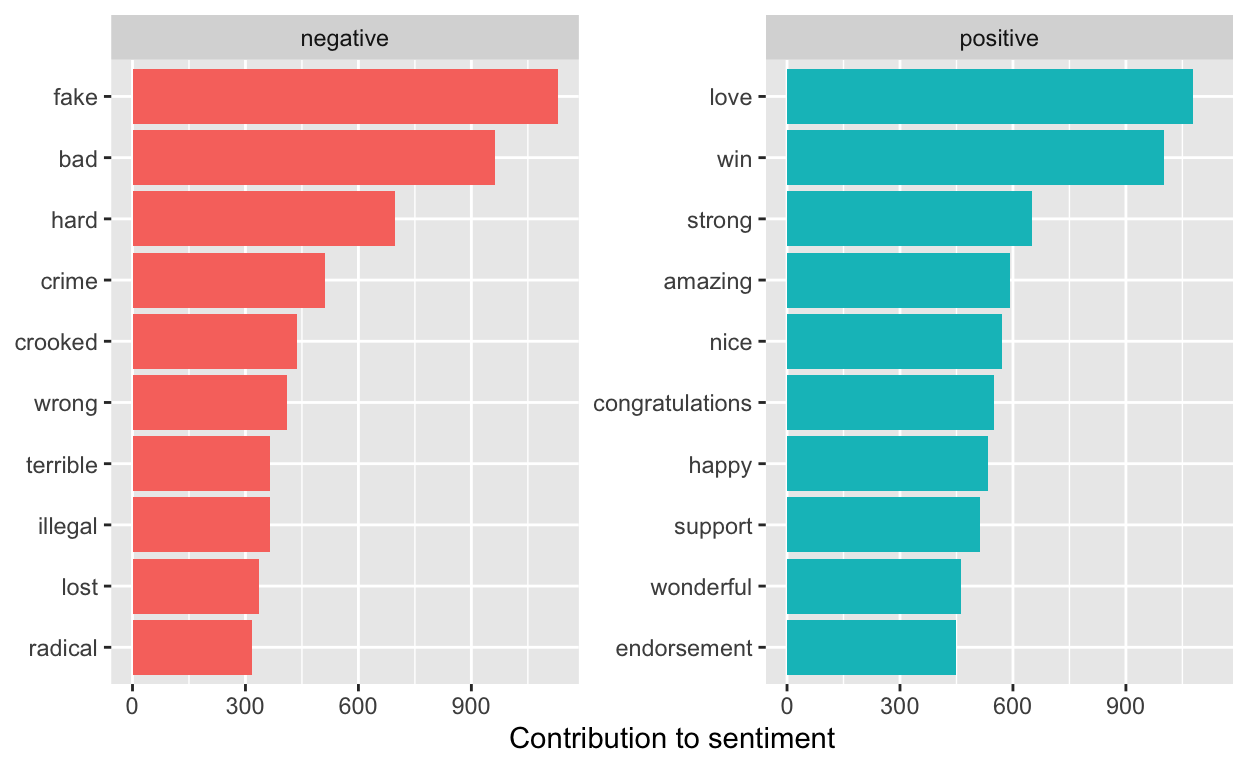 negative
fake
bad
hard
crime
crooked
wrong
terrible
illegal
lost
radical
0 300 600 900
positive
love
win
strong
amazing
nice
congratulations
happy
support
wonderful
endorsement
0 300 600 900
Contribution to sentiment